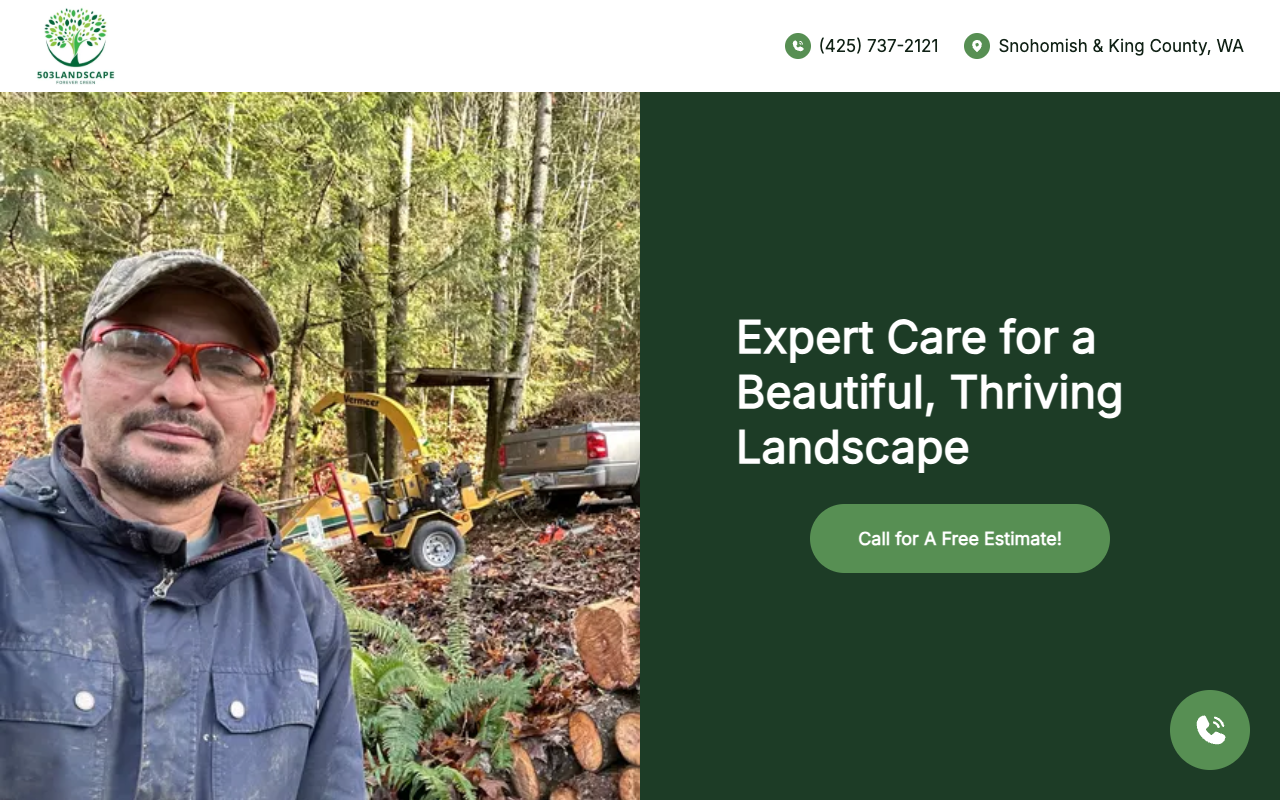 503LANDSCAPE
FOREVER GREEN
(425) 737-2121
Snohomish & King County, WA
Vermeer
Expert Care for a
Beautiful, Thriving
Landscape
Call for A Free Estimate!